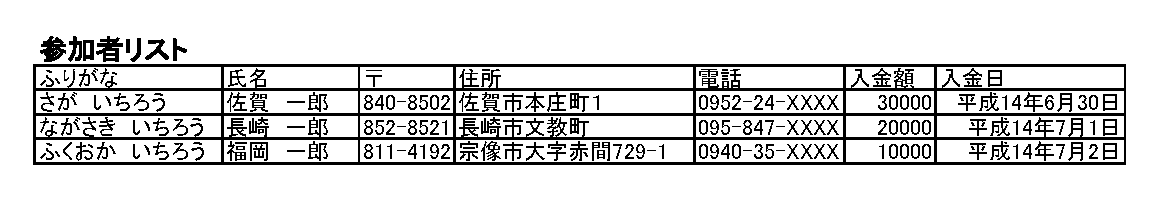 参加者リスト
ふりがな 氏名 〒 住所 電話 入金額 入金日
さが　いちろう 佐賀　一郎 840-8502 佐賀市本庄町1 0952-24-XXXX 30000 平成14年6月30日
ながさき　いちろう 長崎　一郎 852-8521 長崎市文教町 095-847-XXXX 20000 平成14年7月1日
ふくおか　いちろう 福岡　一郎 811-4192 宗像市大字赤間729-1 0940-35-XXXX 10000 平成14年7月2日